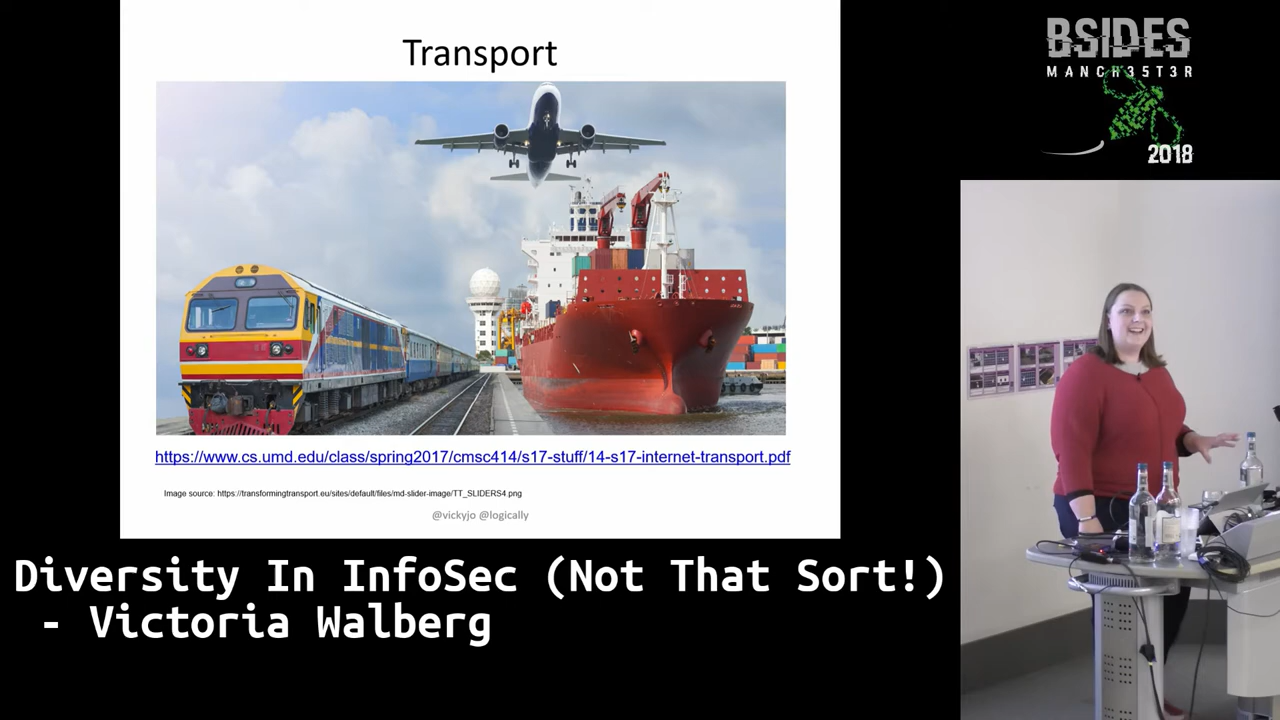 Transport
https://www.cs.umd.edu/class/spring2017/cmsc414/s17-stuff/14-s17-internet-transport.pdf
Image source: https://transformingtransport.eu/sites/default/files/md-slider-image/TT_SLIDERS4.png
@vickyjo @logically
BSIDES
MANCH35T3R
2018
Diversity In InfoSec (Not That Sort!)
- Victoria Walberg